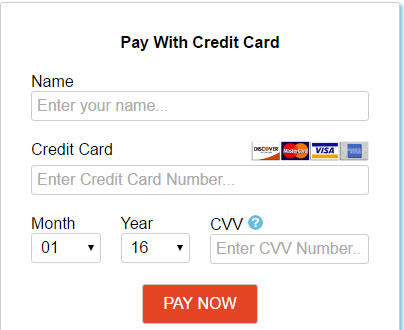 Pay With Credit Card
Name
Enter your name...
Credit Card DISCOVER MasterCard VISA
Enter Credit Card Number...
Month Year CVV ?
01 16 Enter CVV Number...
PAY NOW